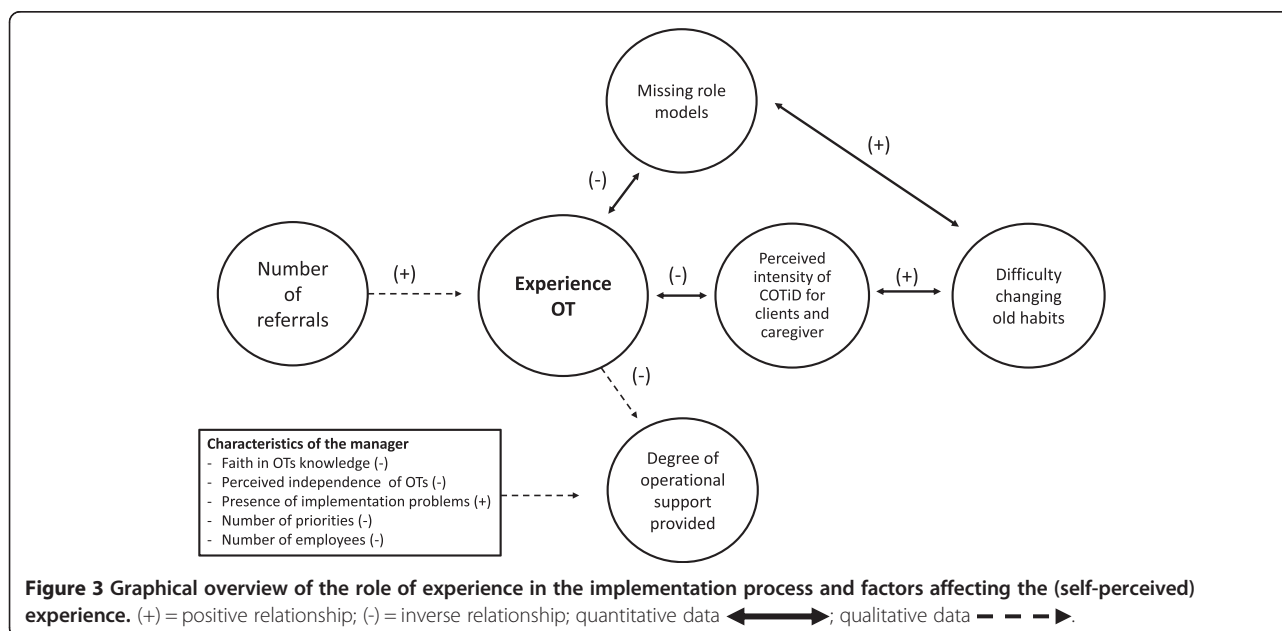 Missing role
models
(+)
(-)
Number
of
referrals
(+)
Experience
OT
(-)
Perceived
intensity of
COTiD for
clients and
caregiver
(+)
Difficulty
changing
old habits
(-)
Characteristics of the manager
- Faith in OTs knowledge (-)
- Perceived independence of OTs (-)
- Presence of implementation problems (+)
- Number of priorities (-)
- Number of employees (-)
Degree of
operational
support
provided
Figure 3 Graphical overview of the role of experience in the implementation process and factors affecting the (self-perceived)
experience. (+) = positive relationship; (-) = inverse relationship; quantitative data ; qualitative data .